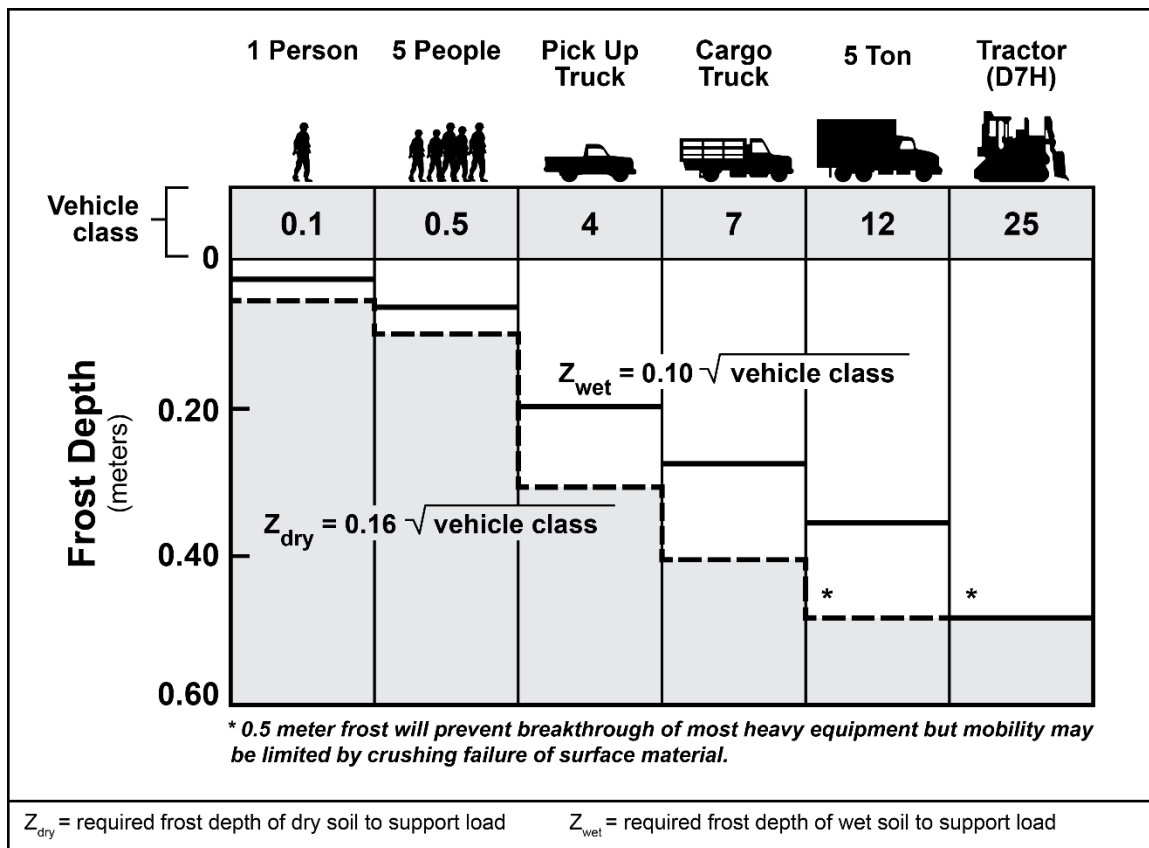 1 Person 5 People Pick Up Truck Cargo Truck 5 Ton Tractor (D7H)
Vehicle class
0.1 0.5 4 7 12 25
0
Z_wet = 0.10 √ vehicle class
0.20
Frost Depth
(meters)
Z_dry = 0.16 √ vehicle class
0.40
* *
0.60
* 0.5 meter frost will prevent breakthrough of most heavy equipment but mobility may
be limited by crushing failure of surface material.
Z_dry = required frost depth of dry soil to support load Z_wet = required frost depth of wet soil to support load